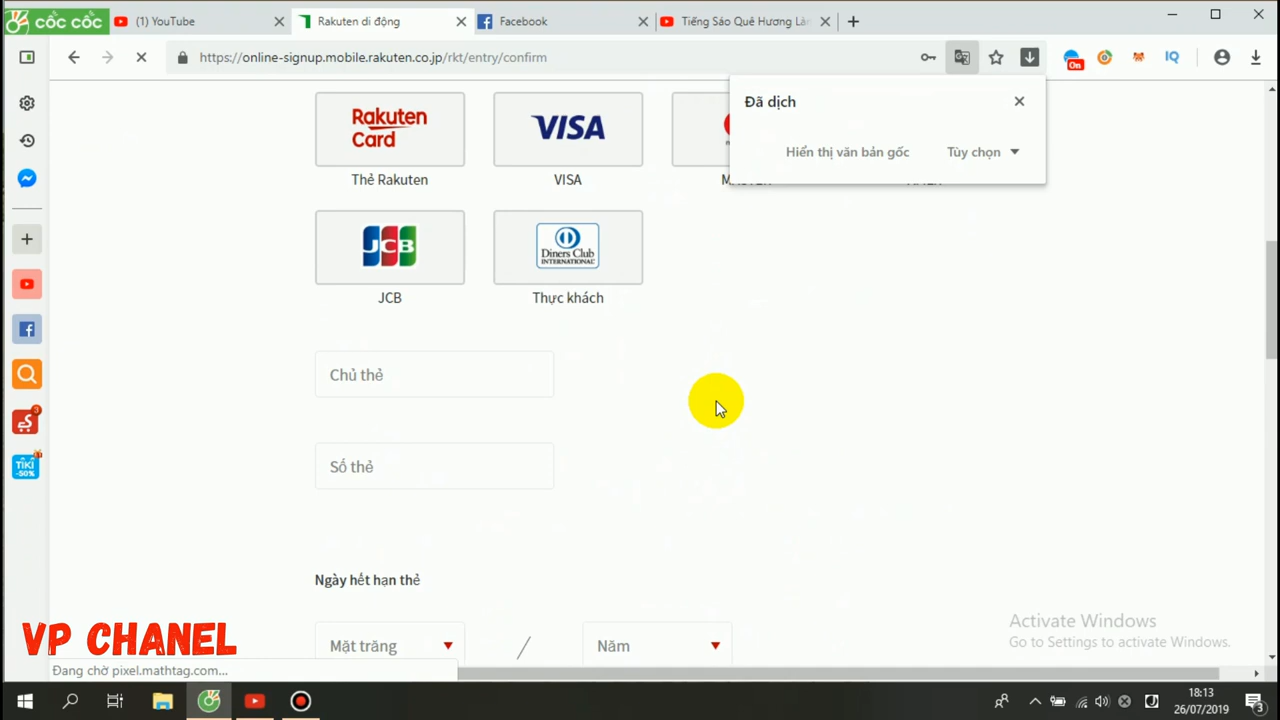 cốc cốc
(1) YouTube
Rakuten di động
Facebook
Tiếng Sáo Quê Hương Làn
https://online-signup.mobile.rakuten.co.jp/rkt/entry/confirm
On
IQ
Đã dịch
Hiển thị văn bản gốc
Tùy chọn
Rakuten
Card
VISA
Thẻ Rakuten
VISA
JCB
Diners Club
INTERNATIONAL
JCB
Thực khách
Chủ thẻ
3
Số thẻ
TIKI
-50%
Ngày hết hạn thẻ
Mặt trăng
/
Năm
Activate Windows
Go to Settings to activate Windows.
VP CHANEL
Đang chờ pixel.mathtag.com...
18:13
26/07/2019
3